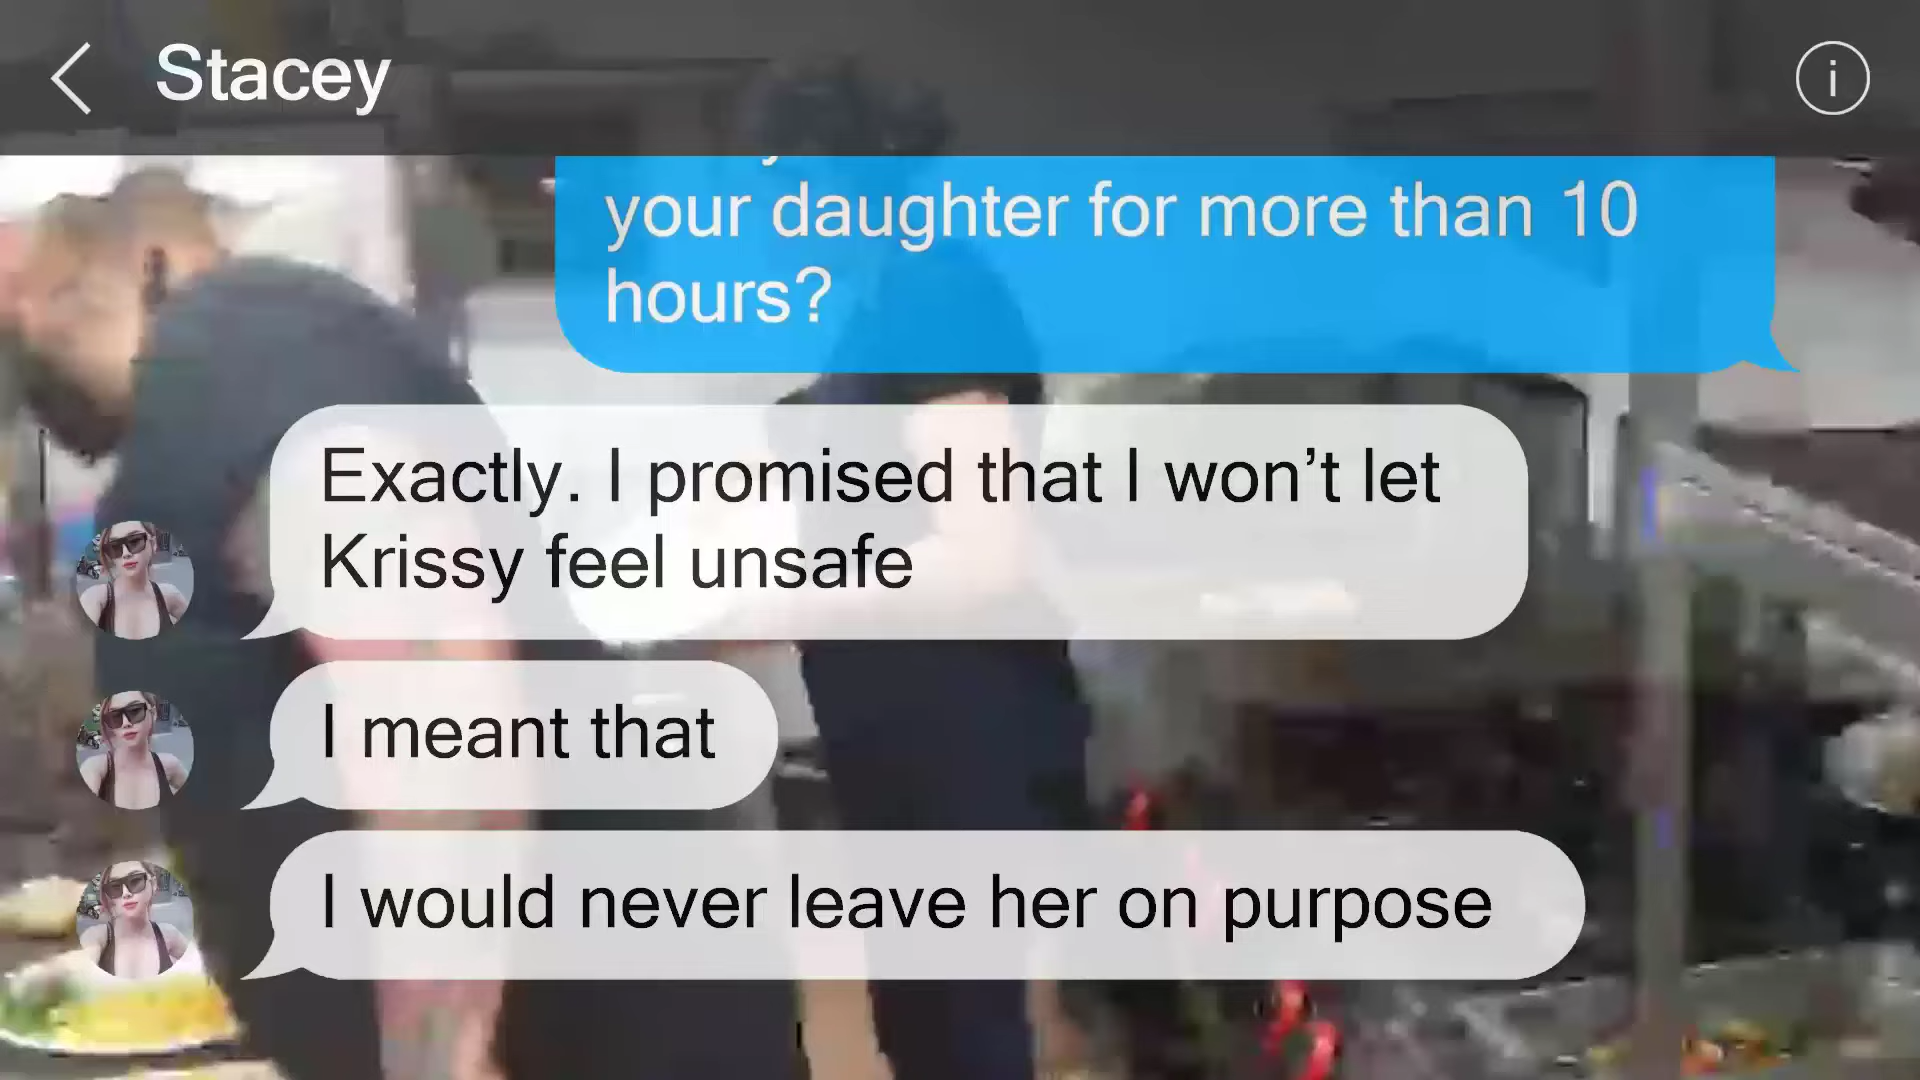 Stacey
your daughter for more than 10
hours?
Exactly. I promised that I won’t let
Krissy feel unsafe
I meant that
I would never leave her on purpose